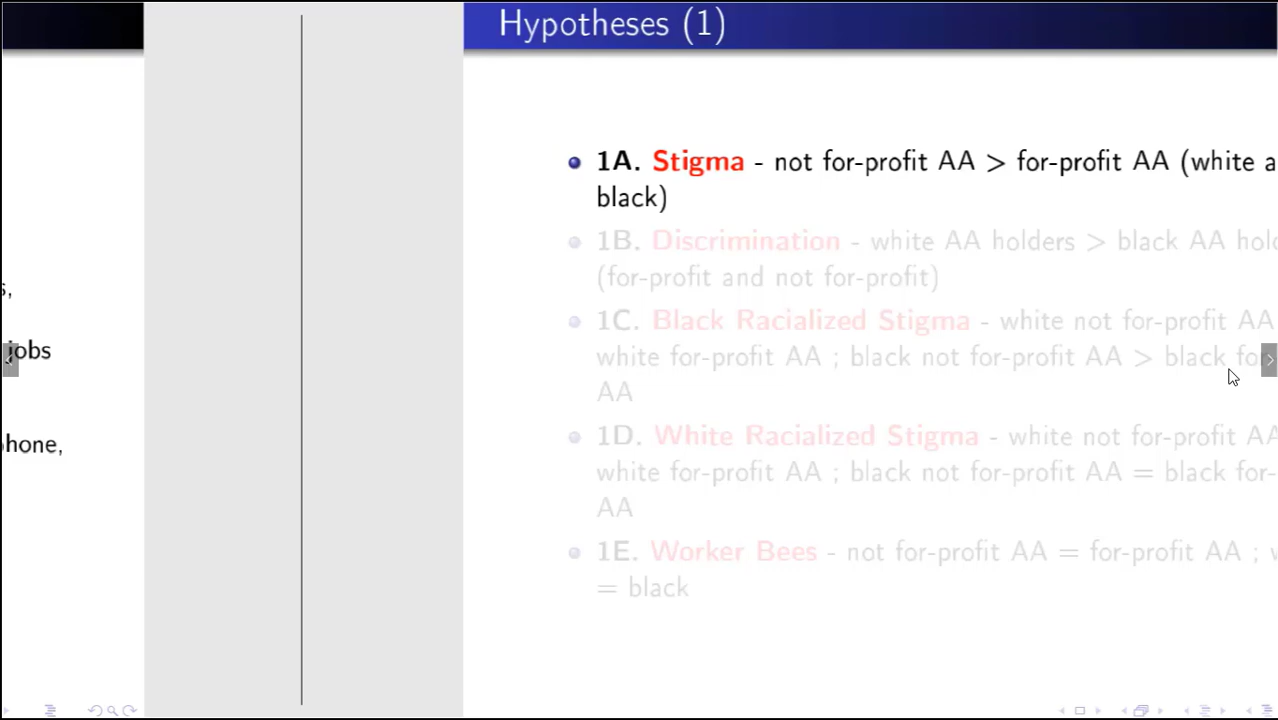 Hypotheses (1)
s,
jobs
phone,
1A. Stigma - not for-profit AA > for-profit AA (white a
black)
1B. Discrimination - white AA holders > black AA hol
(for-profit and not for-profit)
1C. Black Racialized Stigma - white not for-profit AA
white for-profit AA ; black not for-profit AA > black fo
AA
1D. White Racialized Stigma - white not for-profit AA
white for-profit AA ; black not for-profit AA = black for-
AA
1E. Worker Bees - not for-profit AA = for-profit AA ; w
= black